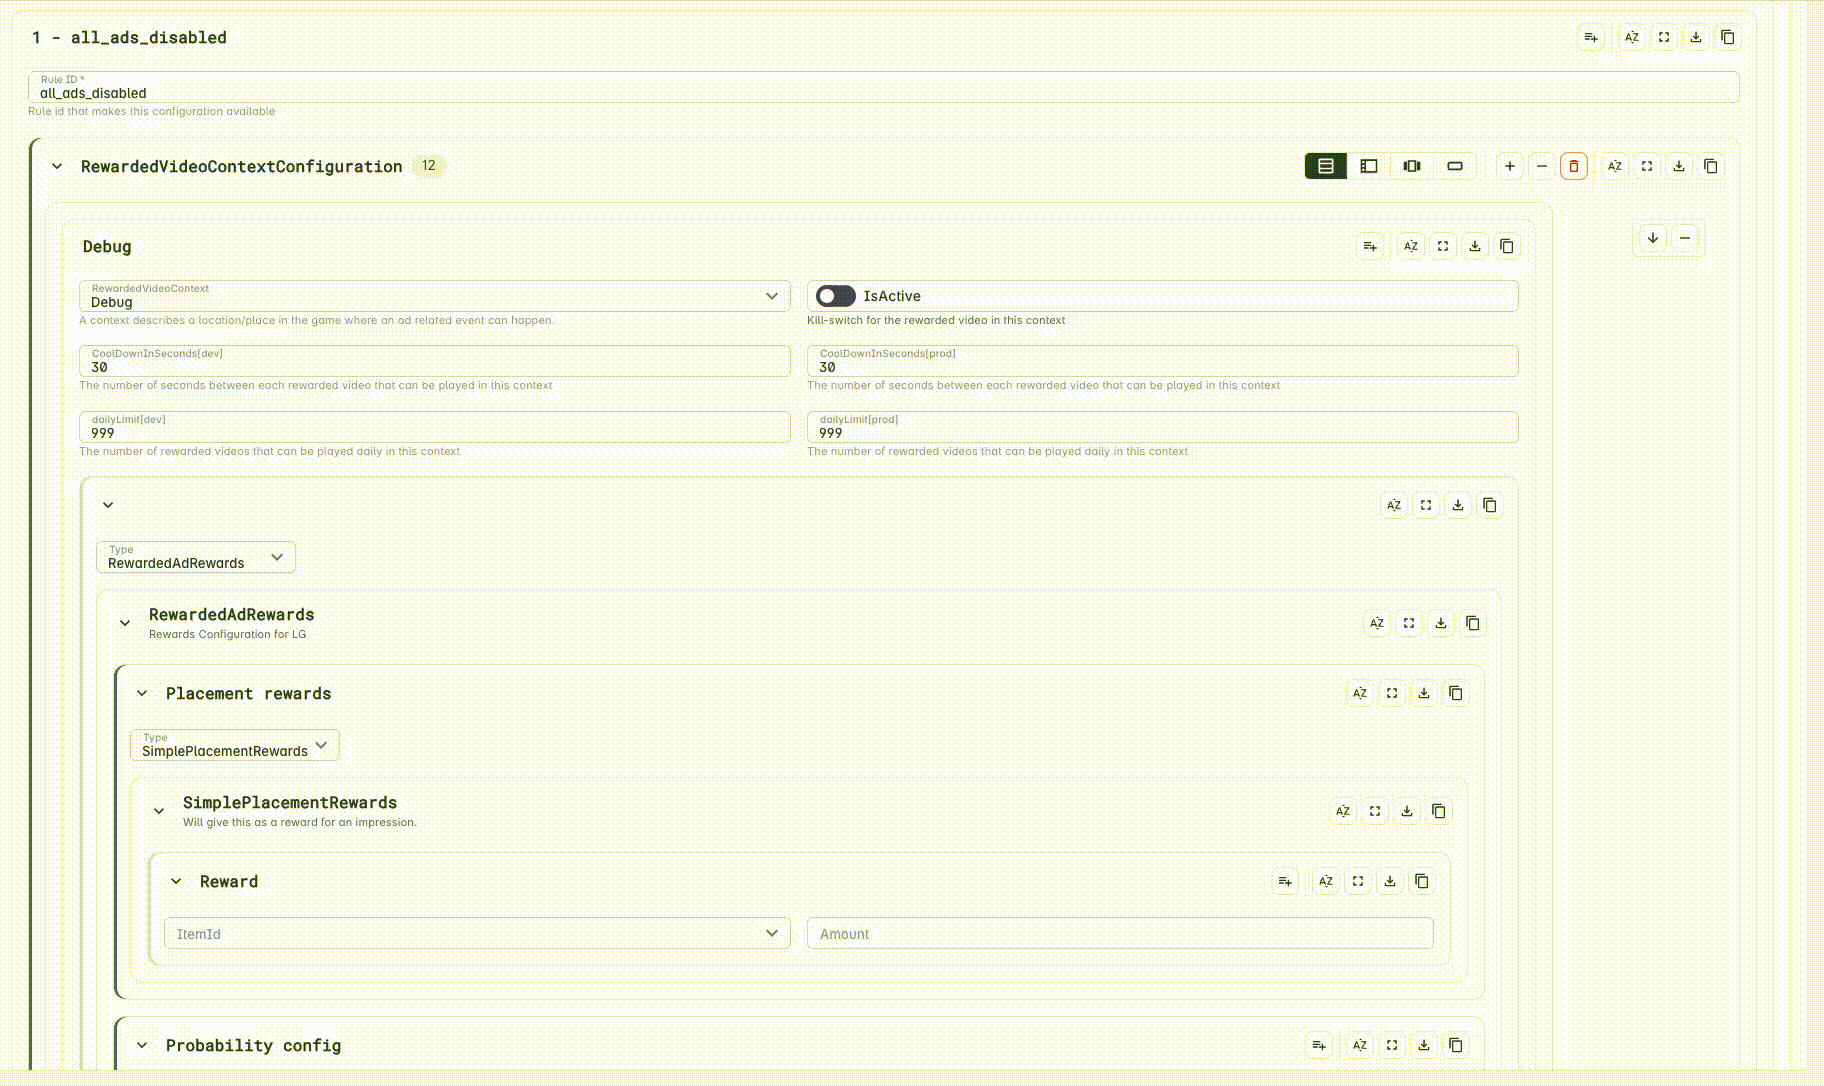 1 - all_ads_disabled
Rule ID *
all_ads_disabled
Rule id that makes this configuration available
RewardedVideoContextConfiguration 12
Debug
RewardedVideoContext
Debug
A context describes a location/place in the game where an ad related event can happen.
IsActive
Kill-switch for the rewarded video in this context
CoolDownInSeconds[dev]
30
The number of seconds between each rewarded video that can be played in this context
CoolDownInSeconds[prod]
30
The number of seconds between each rewarded video that can be played in this context
dailyLimit[dev]
999
The number of rewarded videos that can be played daily in this context
dailyLimit[prod]
999
The number of rewarded videos that can be played daily in this context
Type
RewardedAdRewards
RewardedAdRewards
Rewards Configuration for LG
Placement rewards
Type
SimplePlacementRewards
SimplePlacementRewards
Will give this as a reward for an impression.
Reward
ItemId
Amount
Probability config